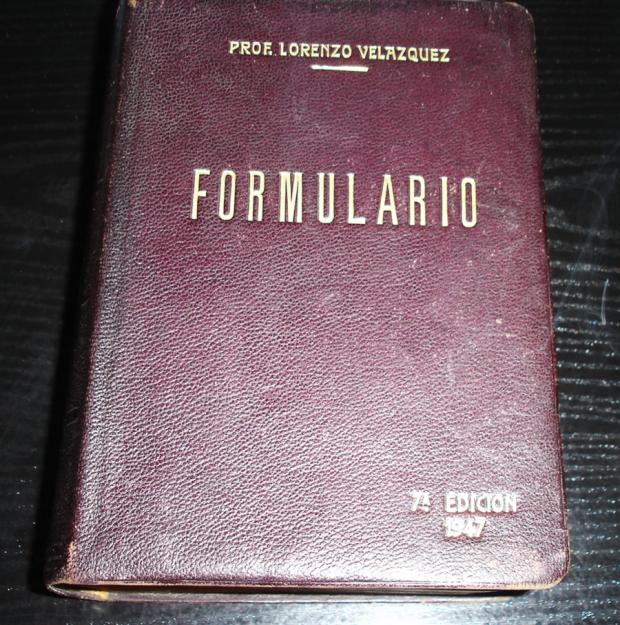 PROF. LORENZO VELAZQUEZ
FORMULARIO
7ª EDICION
1947